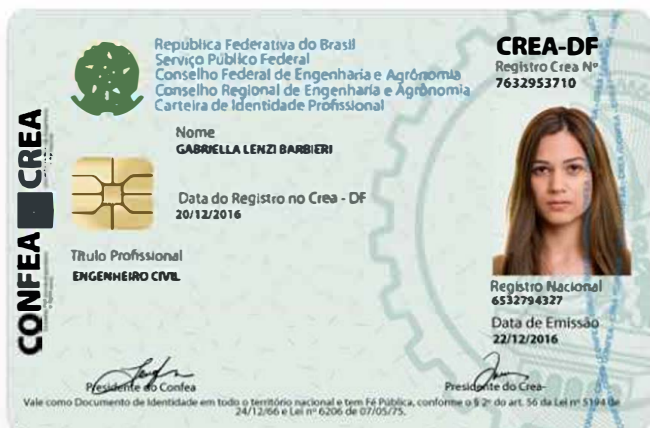 República Federativa do Brasil
Serviço Público Federal
Conselho Federal de Engenharia e Agronomia
Conselho Regional de Engenharia e Agronomia
Carteira de Identidade Profissional
CREA-DF
Registro Crea Nº
7632953710
CONFEA CREA
Nome
GABRIELLA LENZI BARBIERI
Data do Registro no Crea - DF
20/12/2016
Título Profissional
ENGENHEIRO CIVIL
Registro Nacional
6532794327
Data de Emissão
22/12/2016
Presidente do Confea
Presidente do Crea-
Vale como Documento de Identidade em todo o território nacional e tem Fé Pública, conforme o § 2º do art. 56 da Lei nº 5194 de
24/12/66 e Lei nº 6206 de 07/05/75.